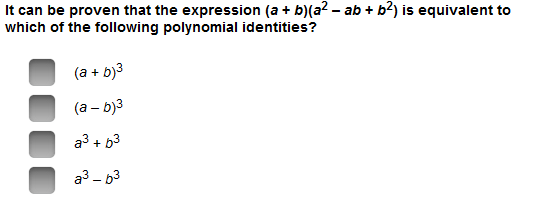 It can be proven that the expression (a + b)(a² – ab + b²) is equivalent to
which of the following polynomial identities?
(a + b)³
(a – b)³
a³ + b³
a³ – b³